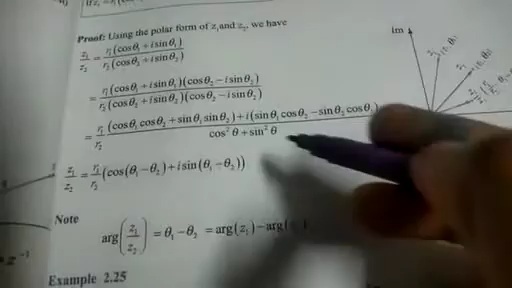 Proof: Using the polar form of z₁ and z₂, we have
z₁/z₂ = r₁(cosθ₁ + i sinθ₁) / r₂(cosθ₂ + i sinθ₂)
= r₁(cosθ₁ + i sinθ₁)(cosθ₂ − i sinθ₂) / r₂(cosθ₂ + i sinθ₂)(cosθ₂ − i sinθ₂)
= r₁/r₂ (cosθ₁ cosθ₂ + sinθ₁ sinθ₂) + i(sinθ₁ cosθ₂ − sinθ₂ cosθ₁) / cos²θ + sin²θ
z₁/z₂ = r₁/r₂ (cos(θ₁ − θ₂) + i sin(θ₁ − θ₂))
Note
arg(z₁/z₂) = θ₁ − θ₂ = arg(z₁) − arg(z
Example 2.25
Im
z⁻¹